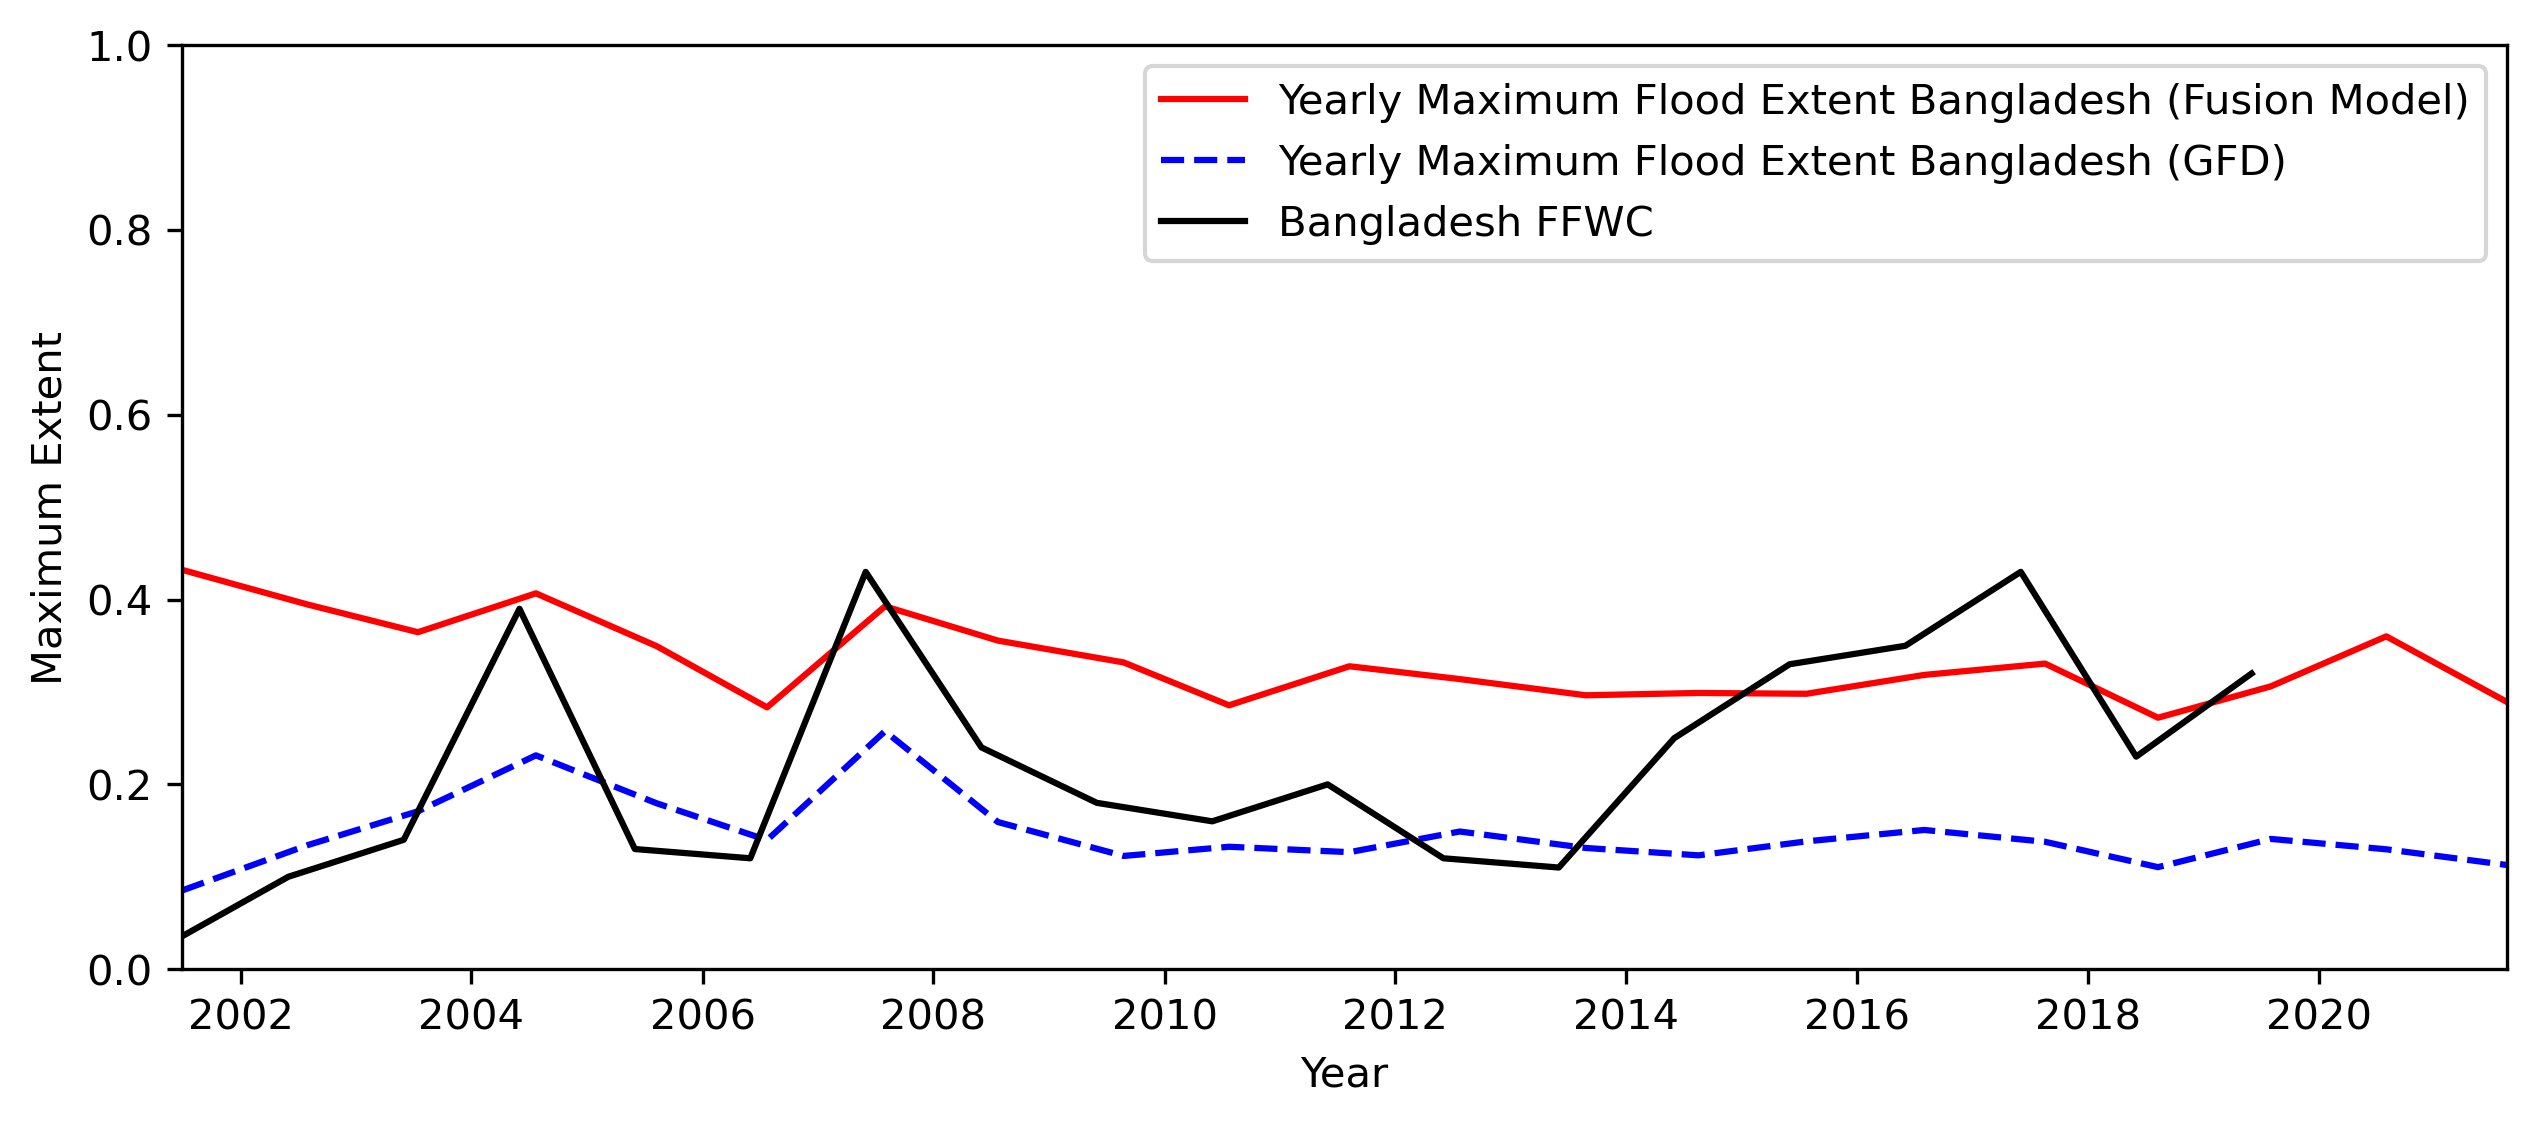 1.0
0.8
0.6
0.4
0.2
0.0
Maximum Extent
Yearly Maximum Flood Extent Bangladesh (Fusion Model)
Yearly Maximum Flood Extent Bangladesh (GFD)
Bangladesh FFWC
2002 2004 2006 2008 2010 2012 2014 2016 2018 2020
Year